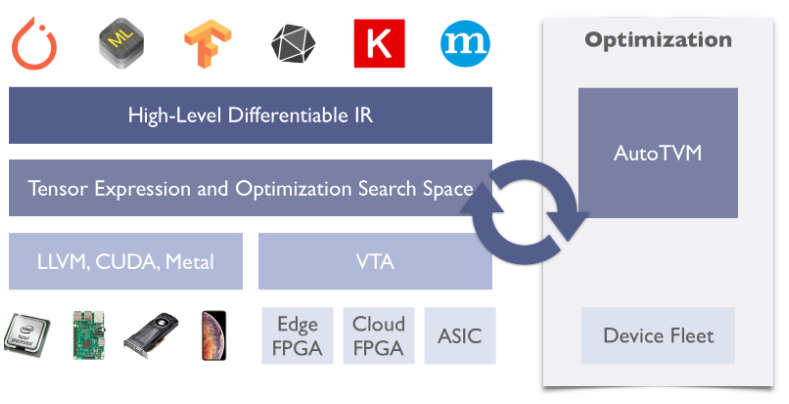 ML
K
m
Optimization
High-Level Differentiable IR
AutoTVM
Tensor Expression and Optimization Search Space
LLVM, CUDA, Metal
VTA
Edge
FPGA
Cloud
FPGA
ASIC
Device Fleet